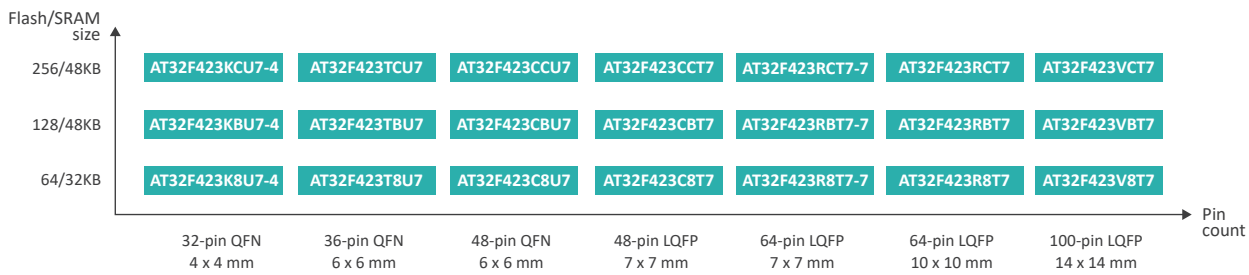 Flash/SRAM
size
256/48KB AT32F423KCU7-4 AT32F423TCU7 AT32F423CCU7 AT32F423CCT7 AT32F423RCT7-7 AT32F423RCT7 AT32F423VCT7
128/48KB AT32F423KBU7-4 AT32F423TBU7 AT32F423CBU7 AT32F423CBT7 AT32F423RBT7-7 AT32F423RBT7 AT32F423VBT7
64/32KB AT32F423K8U7-4 AT32F423T8U7 AT32F423C8U7 AT32F423C8T7 AT32F423R8T7-7 AT32F423R8T7 AT32F423V8T7
Pin
count
32-pin QFN 36-pin QFN 48-pin QFN 48-pin LQFP 64-pin LQFP 64-pin LQFP 100-pin LQFP
4 x 4 mm 6 x 6 mm 6 x 6 mm 7 x 7 mm 7 x 7 mm 10 x 10 mm 14 x 14 mm